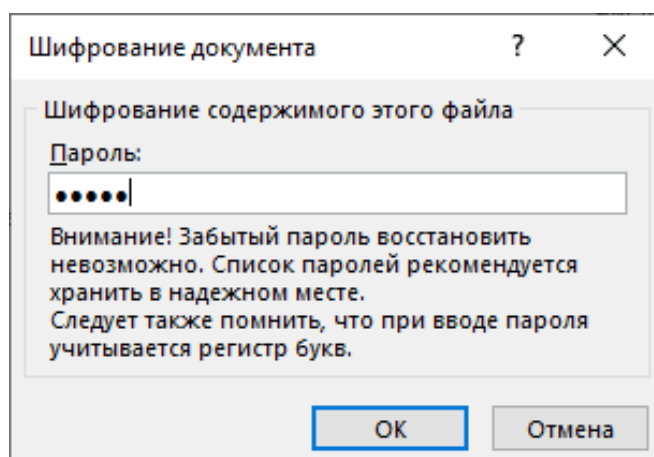 Шифрование документа ? ×
Шифрование содержимого этого файла
Пароль:
•••••
Внимание! Забытый пароль восстановить
невозможно. Список паролей рекомендуется
хранить в надежном месте.
Следует также помнить, что при вводе пароля
учитывается регистр букв.
ОК Отмена